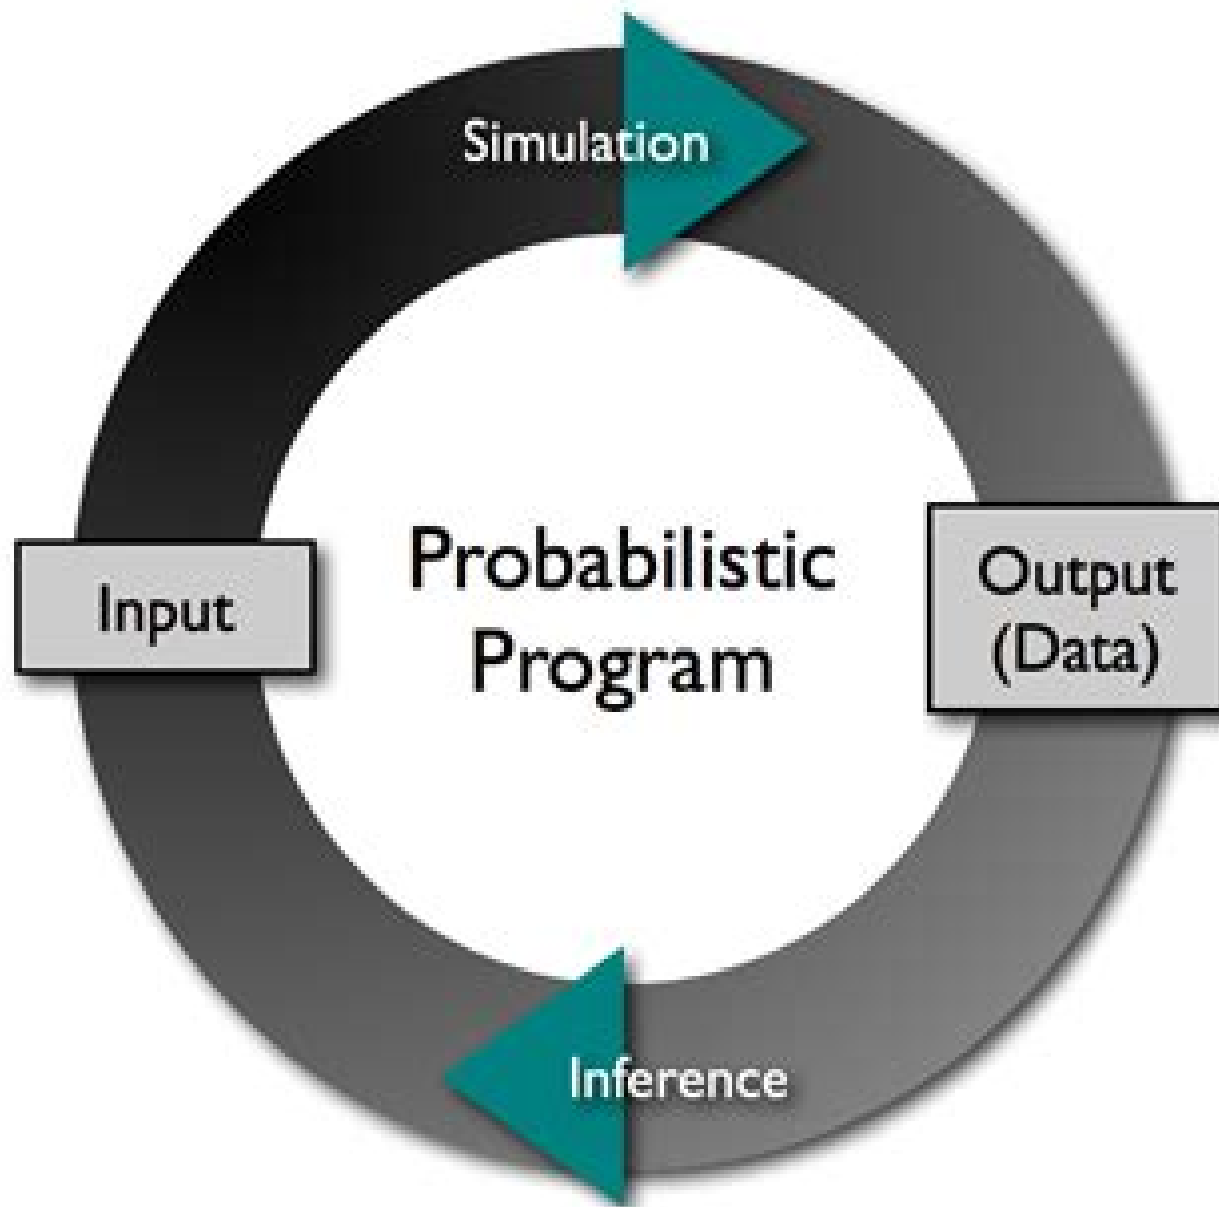 Simulation
Input
Probabilistic
Program
Output
(Data)
Inference